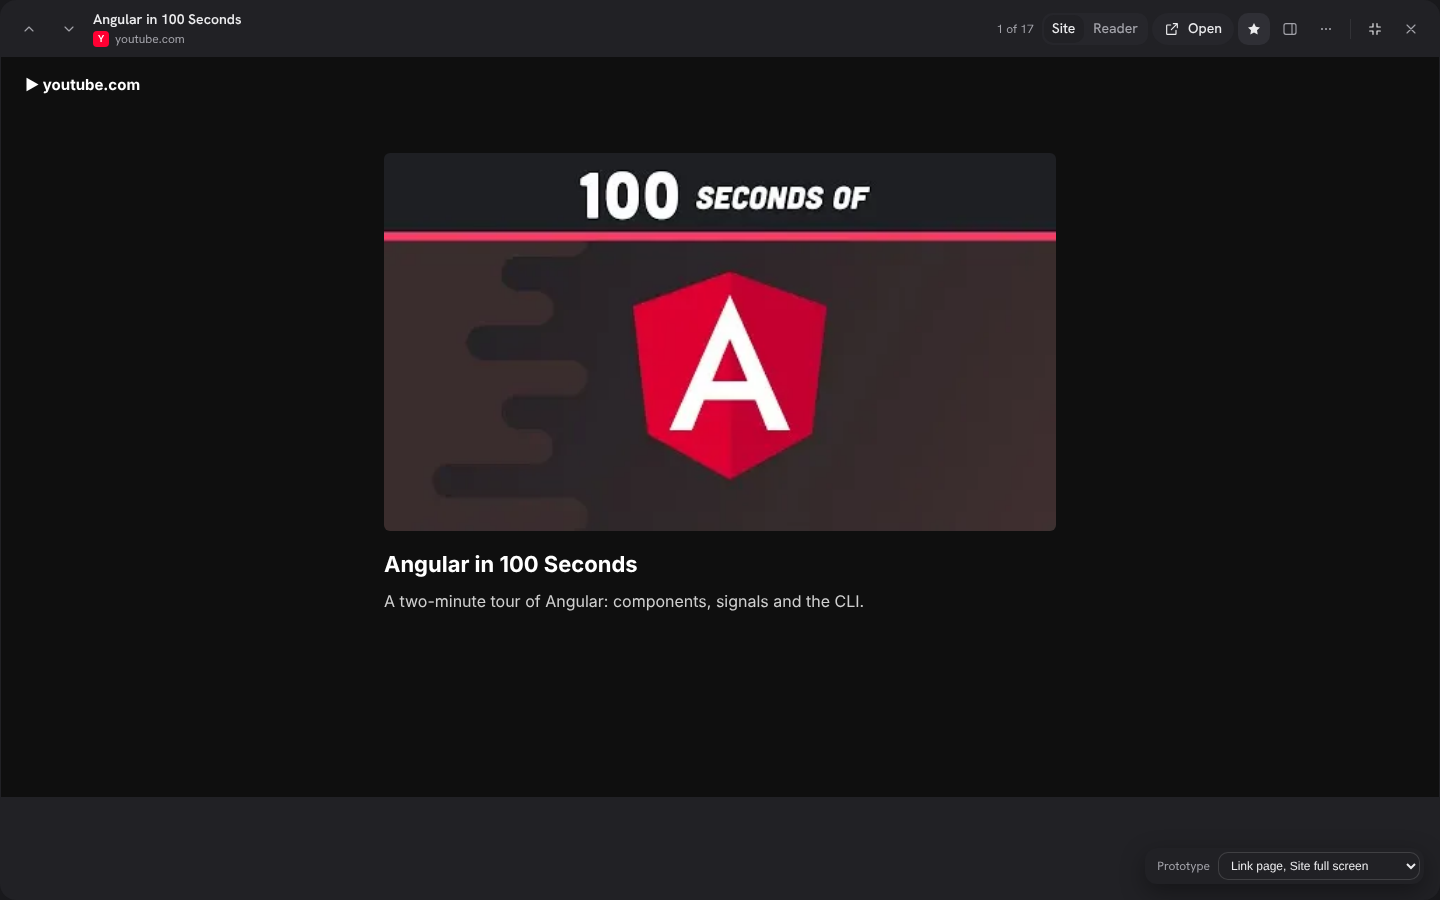 Angular in 100 Seconds
Y youtube.com
1 of 17
Site
Reader
Open
youtube.com
100 SECONDS OF
A
Angular in 100 Seconds
A two-minute tour of Angular: components, signals and the CLI.
Prototype
Link page, Site full screen